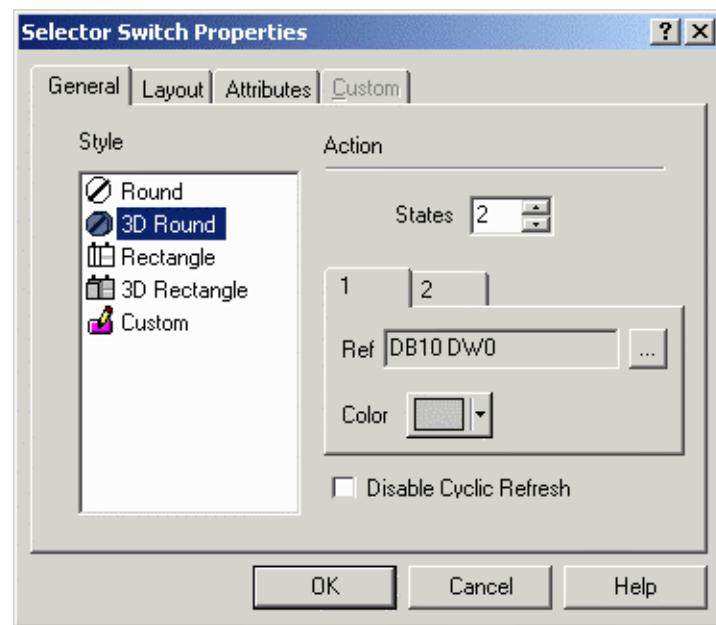 Selector Switch Properties
General Layout Attributes Custom
Style
Action
Round
3D Round
Rectangle
3D Rectangle
Custom
States 2
1 2
Ref DB10 DW0 ...
Color
Disable Cyclic Refresh
OK Cancel Help